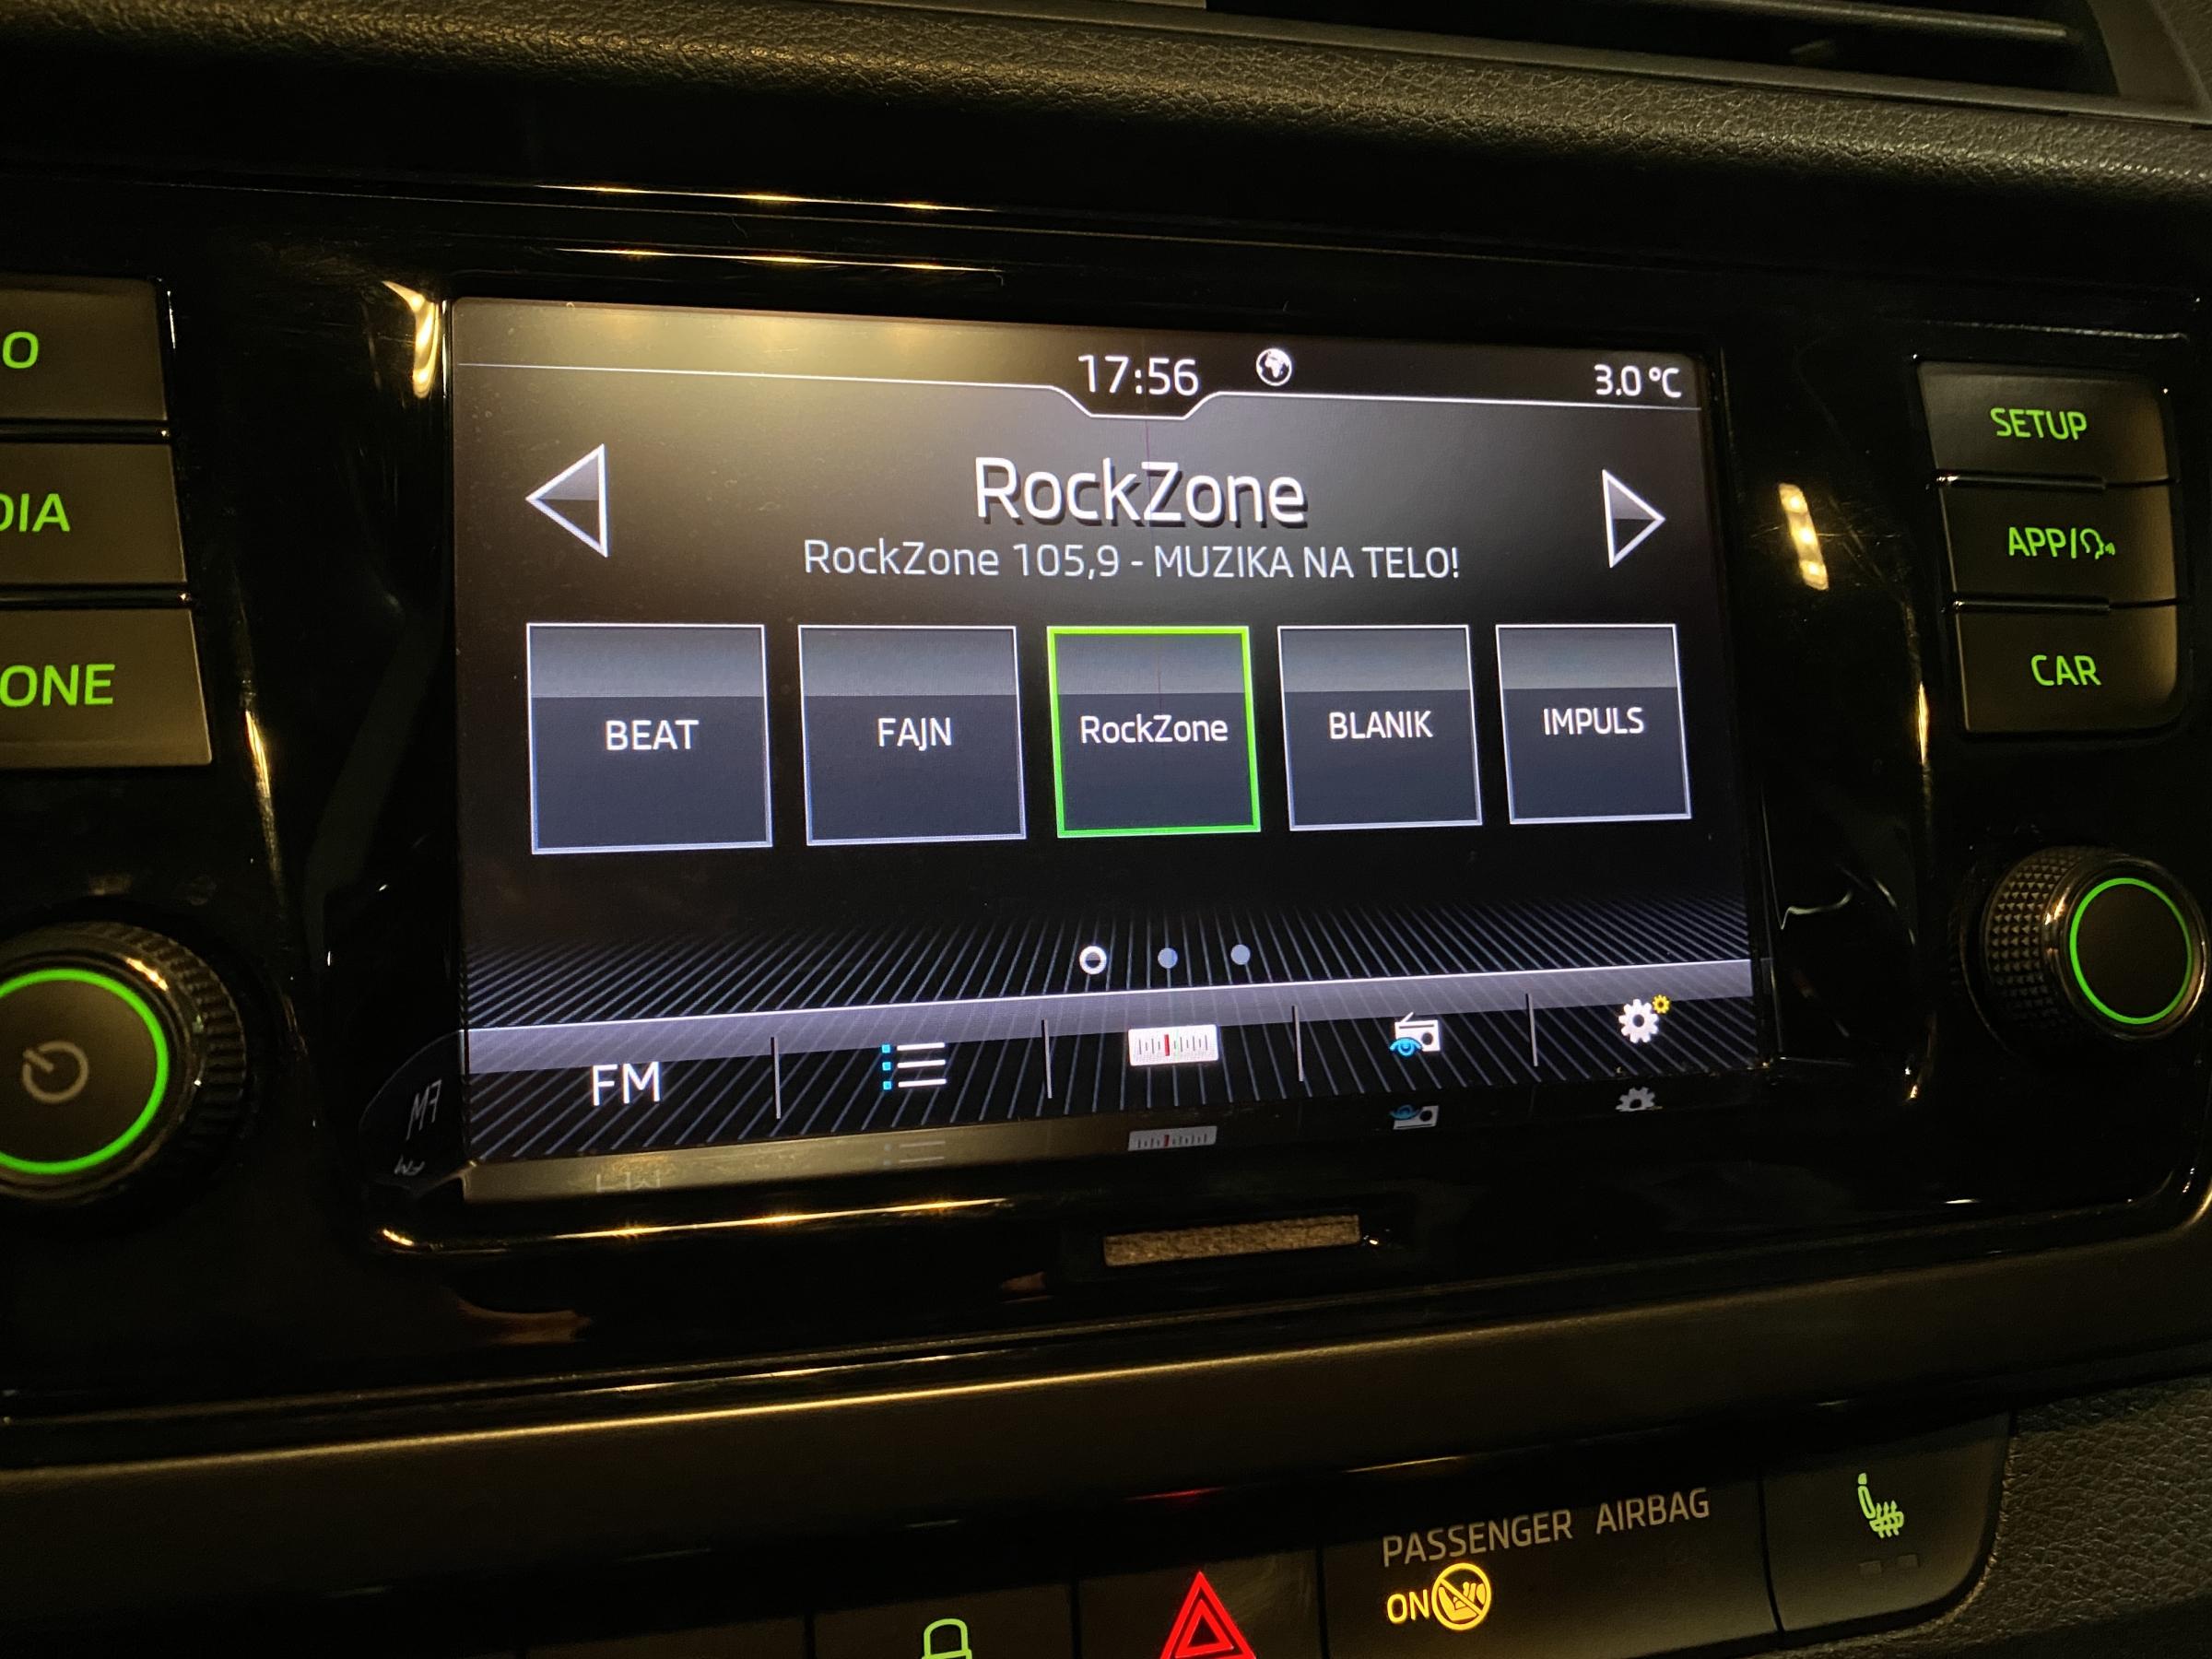 17:56
3.0 °C
RockZone
RockZone 105,9 - MUZIKA NA TELO!
BEAT
FAJN
RockZone
BLANIK
IMPULS
FM
O
DIA
ONE
SETUP
APP/
CAR
PASSENGER AIRBAG
ON